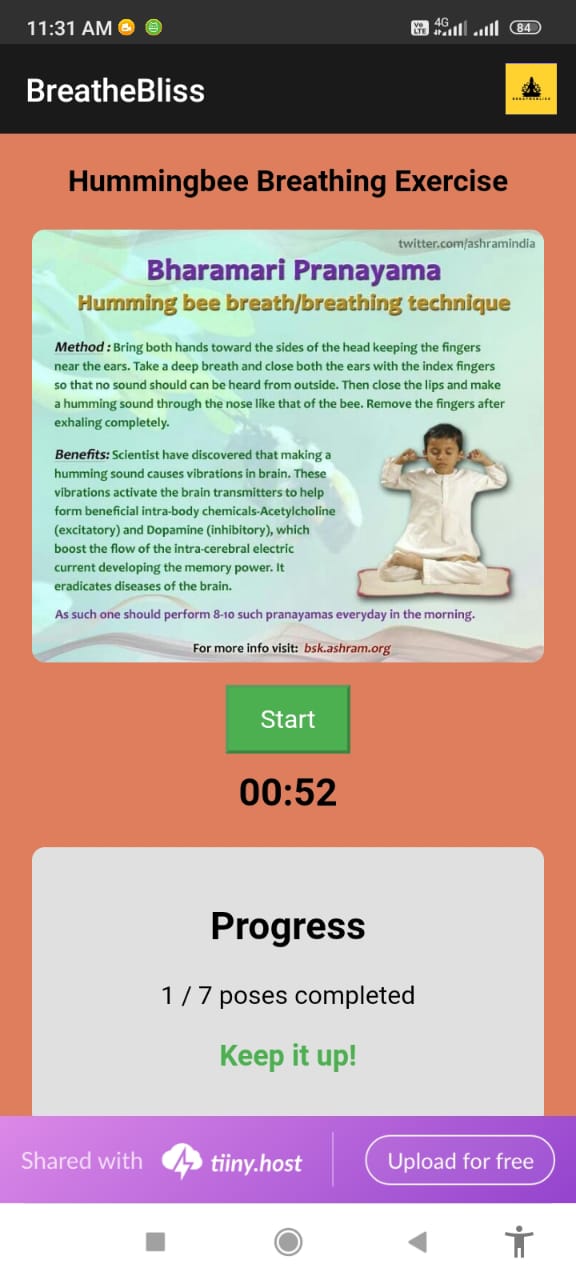 11:31 AM
Vo
LTE
4G
84
BreatheBliss
BREATHEBLISS
Hummingbee Breathing Exercise
twitter.com/ashramindia
Bharamari Pranayama
Humming bee breath/breathing technique
Method : Bring both hands toward the sides of the head keeping the fingers
near the ears. Take a deep breath and close both the ears with the index fingers
so that no sound should can be heard from outside. Then close the lips and make
a humming sound through the nose like that of the bee. Remove the fingers after
exhaling completely.
Benefits: Scientist have discovered that making a
humming sound causes vibrations in brain. These
vibrations activate the brain transmitters to help
form beneficial intra-body chemicals-Acetylcholine
(excitatory) and Dopamine (inhibitory), which
boost the flow of the intra-cerebral electric
current developing the memory power. It
eradicates diseases of the brain.
As such one should perform 8-10 such pranayamas everyday in the morning.
For more info visit: bsk.ashram.org
Start
00:52
Progress
1 / 7 poses completed
Keep it up!
Shared with tiiny.host
Upload for free